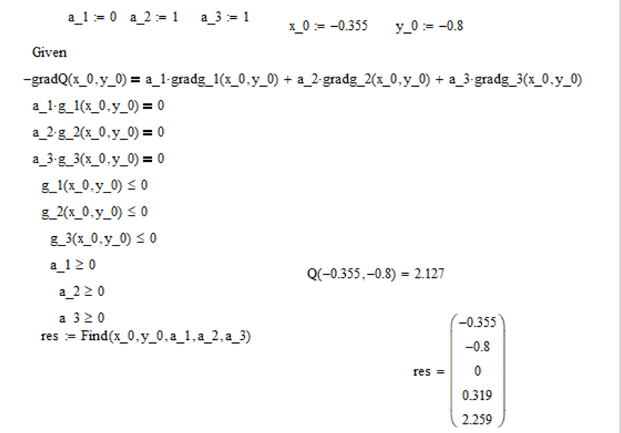 a_1 := 0 a_2 := 1 a_3 := 1 x_0 := −0.355 y_0 := −0.8
Given
−gradQ(x_0,y_0) = a_1·gradg_1(x_0,y_0) + a_2·gradg_2(x_0,y_0) + a_3·gradg_3(x_0,y_0)
a_1·g_1(x_0,y_0) = 0
a_2·g_2(x_0,y_0) = 0
a_3·g_3(x_0,y_0) = 0
g_1(x_0,y_0) ≤ 0
g_2(x_0,y_0) ≤ 0
g_3(x_0,y_0) ≤ 0
a_1 ≥ 0
Q(−0.355,−0.8) = 2.127
a_2 ≥ 0
a_3 ≥ 0
res := Find(x_0,y_0,a_1,a_2,a_3)
−0.355
−0.8
res = 0
0.319
2.259